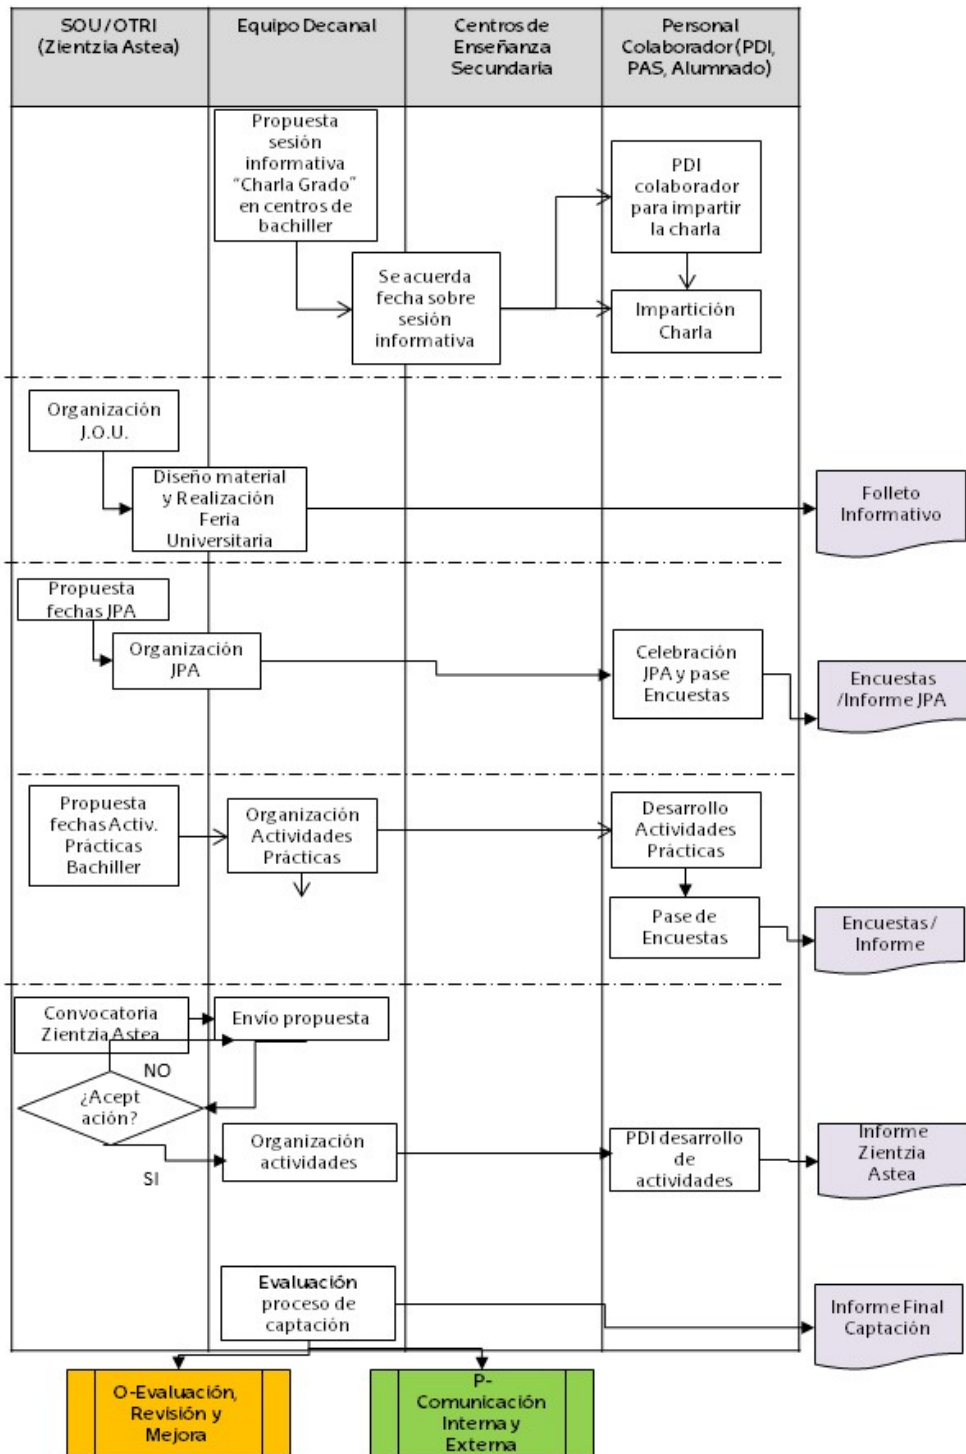 SOU/OTRI
(Zientzia Astea)
Equipo Decanal
Centros de
Enseñanza
Secundaria
Personal
Colaborador(PDI,
PAS, Alumnado)
Propuesta
sesión
informativa
“Charla Grado”
en centros de
bachiller
PDI
colaborador
para impartir
la charla
Se acuerda
fecha sobre
sesión
informativa
Impartición
Charla
Organización
J.O.U.
Diseño material
y Realización
Feria
Universitaria
Folleto
Informativo
Propuesta
fechas JPA
Organización
JPA
Celebración
JPA y pase
Encuestas
Encuestas
/Informe JPA
Propuesta
fechas Activ.
Prácticas
Bachiller
Organización
Actividades
Prácticas
Desarrollo
Actividades
Prácticas
Pase de
Encuestas
Encuestas /
Informe
Convocatoria
Zientzia Astea
Envío propuesta
NO
¿Acept
ación?
SI
Organización
actividades
PDI desarrollo
de
actividades
Informe
Zientzia
Astea
Evaluación
proceso de
captación
Informe Final
Captación
O-Evaluación,
Revisión y
Mejora
P-
Comunicación
Interna y
Externa